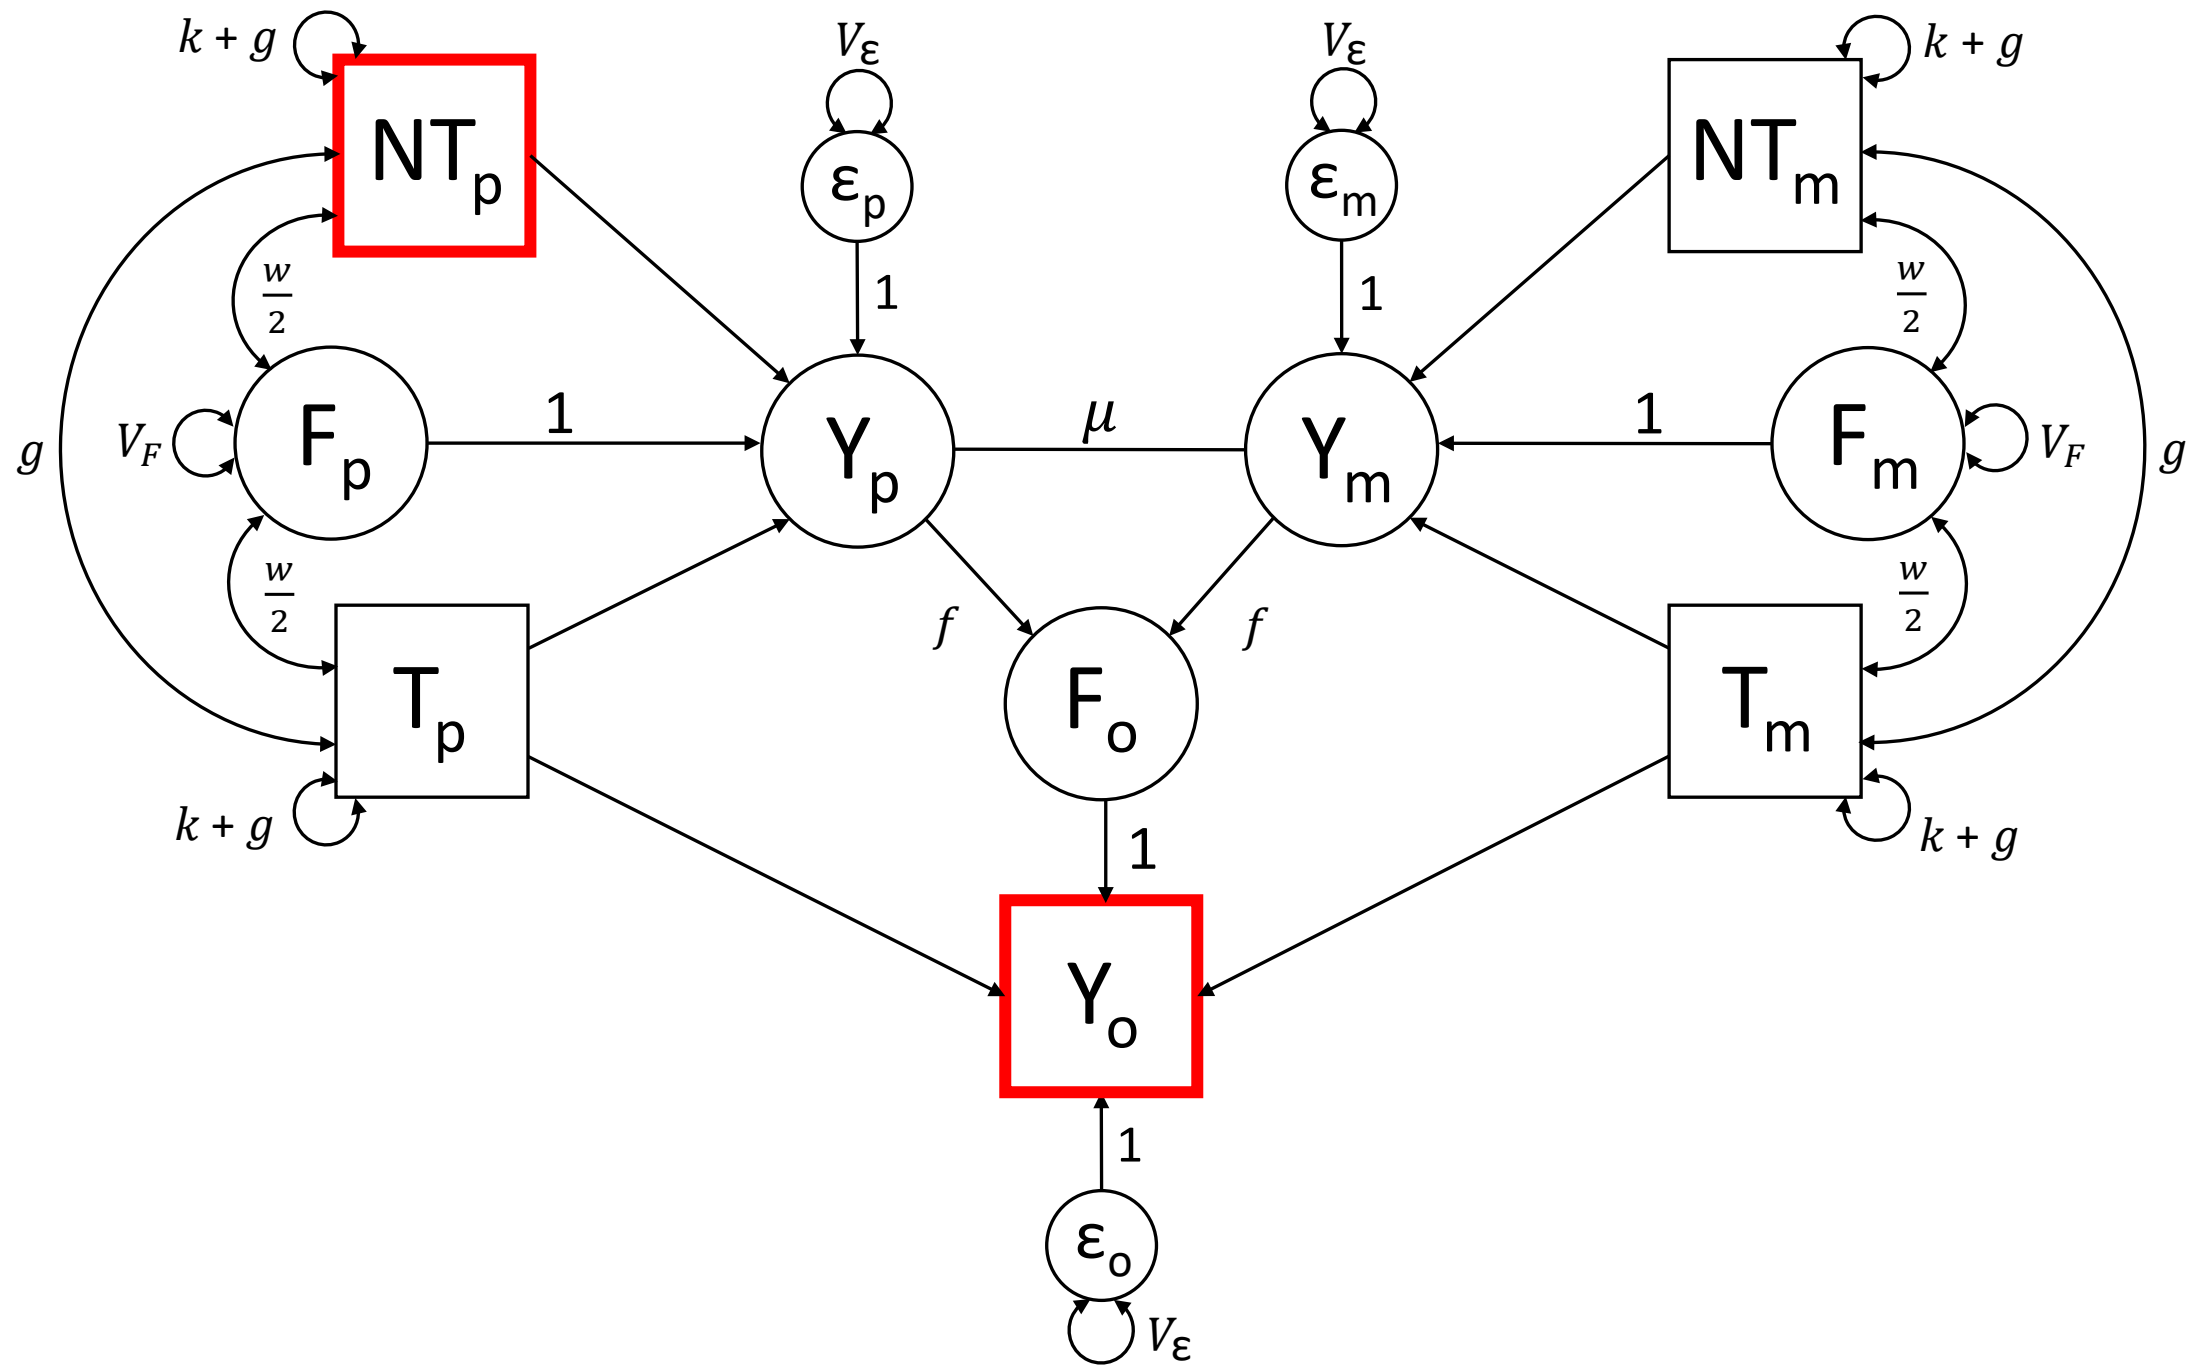 k + g
Vε
Vε
k + g
NTp
εp
εm
NTm
1
1
w/2
w/2
g
VF
Fp
1
Yp
μ
Ym
1
Fm
VF
g
w/2
w/2
f
f
Tp
Fo
Tm
k + g
k + g
1
Yo
1
εo
Vε